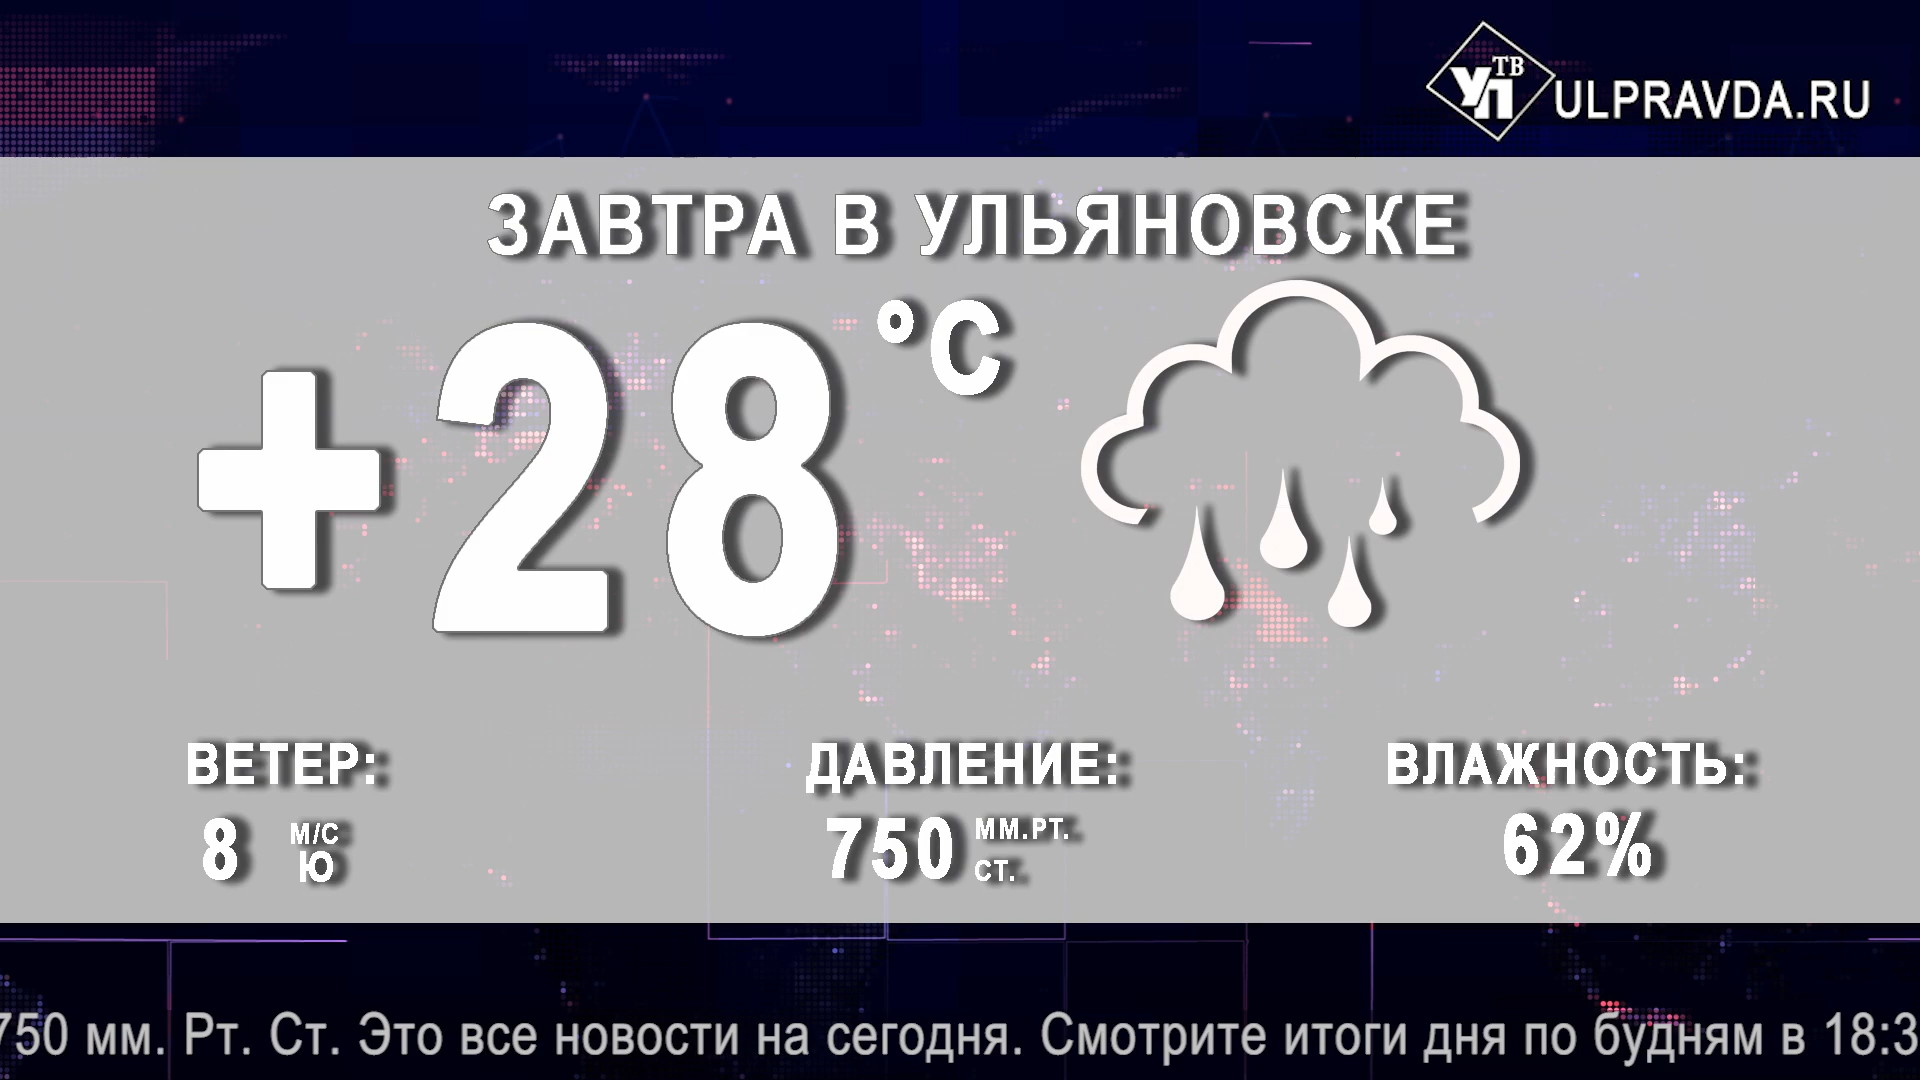 ТВ
УП
ULPRAVDA.RU
ЗАВТРА В УЛЬЯНОВСКЕ
+28 °C
ВЕТЕР:
8 М/С
Ю
ДАВЛЕНИЕ:
750 ММ.РТ.
СТ.
ВЛАЖНОСТЬ:
62%
750 мм. Рт. Ст. Это все новости на сегодня. Смотрите итоги дня по будням в 18:3